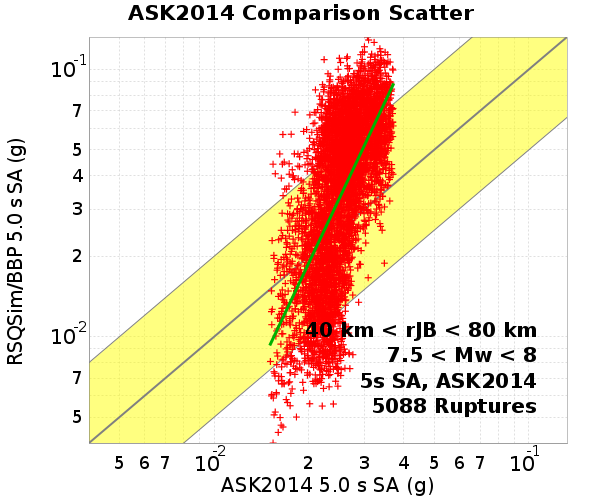 ASK2014 Comparison Scatter
RSQSim/BBP 5.0 s SA (g)
10⁻¹
7
5
4
3
2
10⁻²
7
5
40 km < rJB < 80 km
7.5 < Mw < 8
5s SA, ASK2014
5088 Ruptures
5 6 7 10⁻² 2 3 4 5 6 7 10⁻¹
ASK2014 5.0 s SA (g)